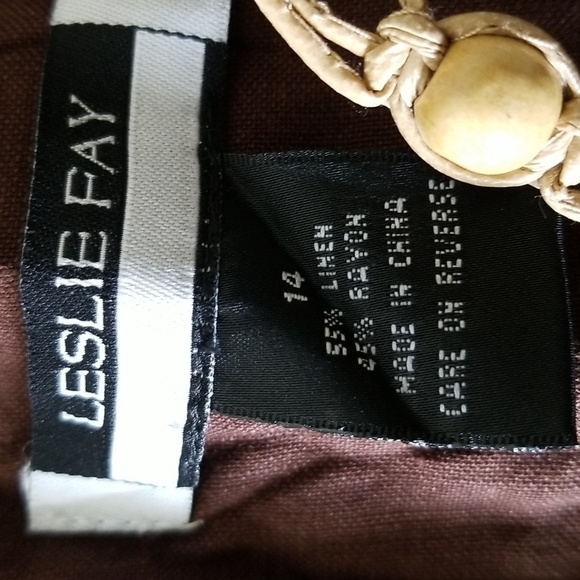 LESLIE FAY
14
55% LINEN
45% RAYON
MADE IN CHINA
CARE ON REVERSE